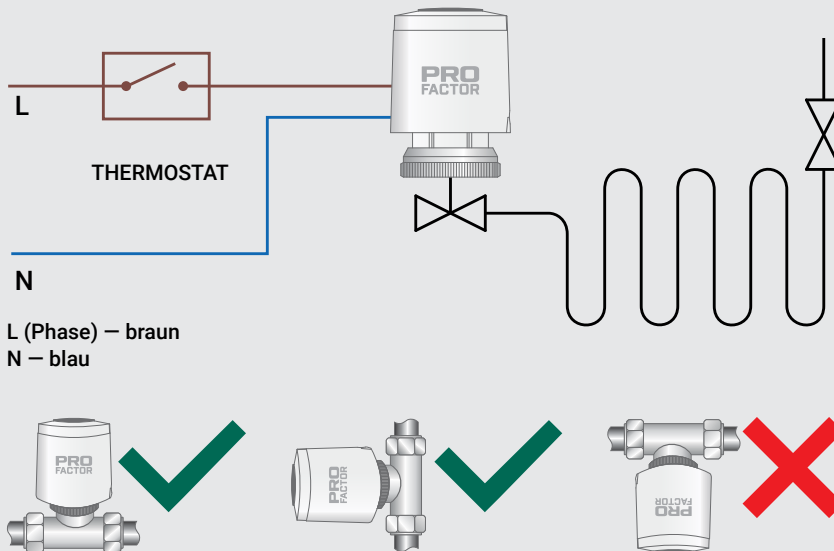 PRO
FACTOR
L
THERMOSTAT
N
L (Phase) — braun
N — blau
PRO
FACTOR
PRO
FACTOR
PRO
FACTOR